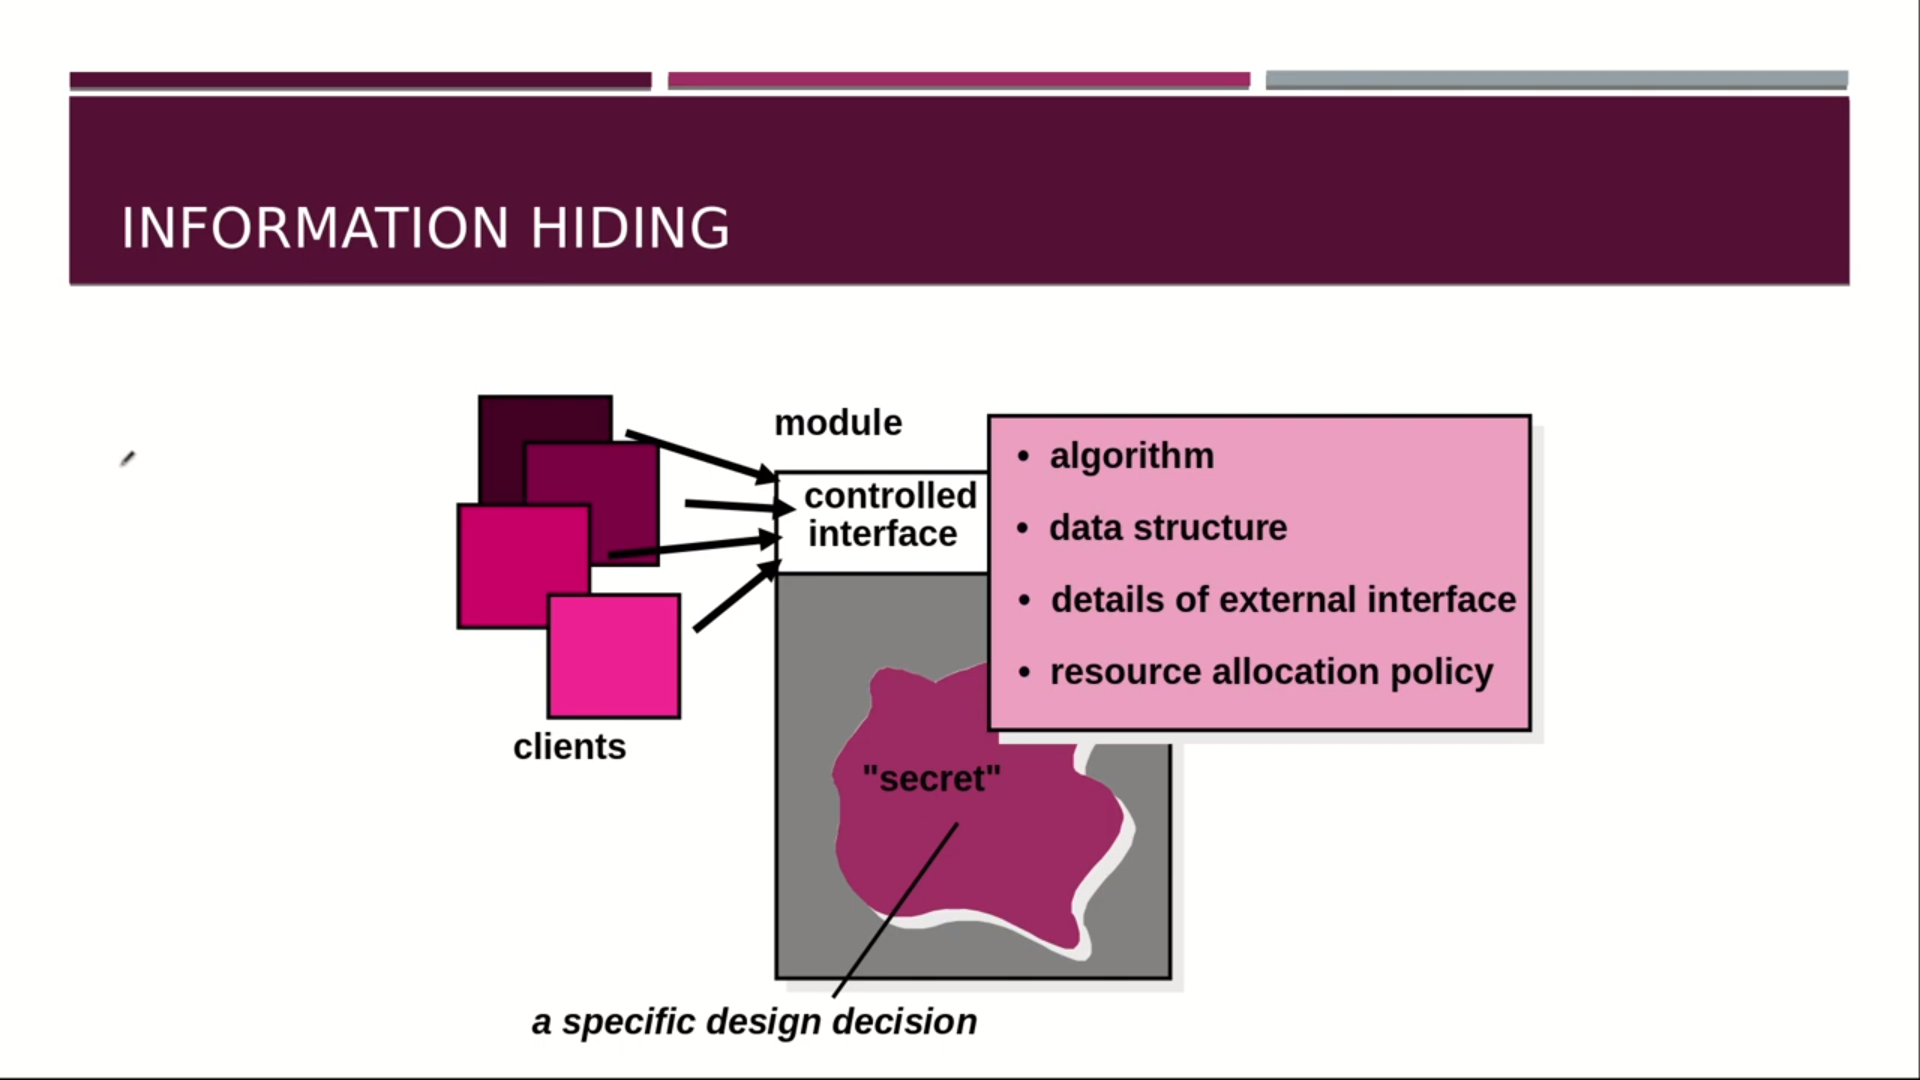 INFORMATION HIDING
module
controlled
interface
• algorithm
• data structure
• details of external interface
• resource allocation policy
clients
"secret"
a specific design decision